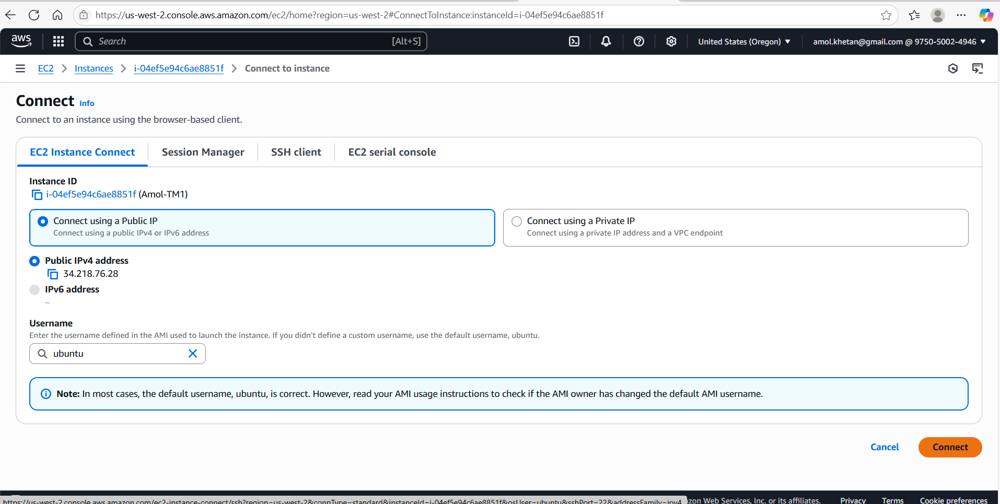 https://us-west-2.console.aws.amazon.com/ec2/home?region=us-west-2#ConnectToInstance:instanceId=i-04ef5e94c6ae8851f
aws
Search [Alt+S]
United States (Oregon)
amol.khetan@gmail.com @ 9750-5002-4946
EC2 > Instances > i-04ef5e94c6ae8851f > Connect to instance
Connect Info
Connect to an instance using the browser-based client.
EC2 Instance Connect
Session Manager
SSH client
EC2 serial console
Instance ID
i-04ef5e94c6ae8851f (Amol-TM1)
Connect using a Public IP
Connect using a public IPv4 or IPv6 address
Connect using a Private IP
Connect using a private IP address and a VPC endpoint
Public IPv4 address
34.218.76.28
IPv6 address
–
Username
Enter the username defined in the AMI used to launch the instance. If you didn't define a custom username, use the default username, ubuntu.
ubuntu
Note: In most cases, the default username, ubuntu, is correct. However, read your AMI usage instructions to check if the AMI owner has changed the default AMI username.
Cancel
Connect
https://us-west-2.console.aws.amazon.com/ec2-instance-connect/ssh?region=us-west-2&connType=standard&instanceId=i-04ef5e94c6ae8851f&osUser=ubuntu&sshPort=22&addressFamily=ipv4
Web Services, Inc. or its affiliates.
Privacy
Terms
Cookie preferences